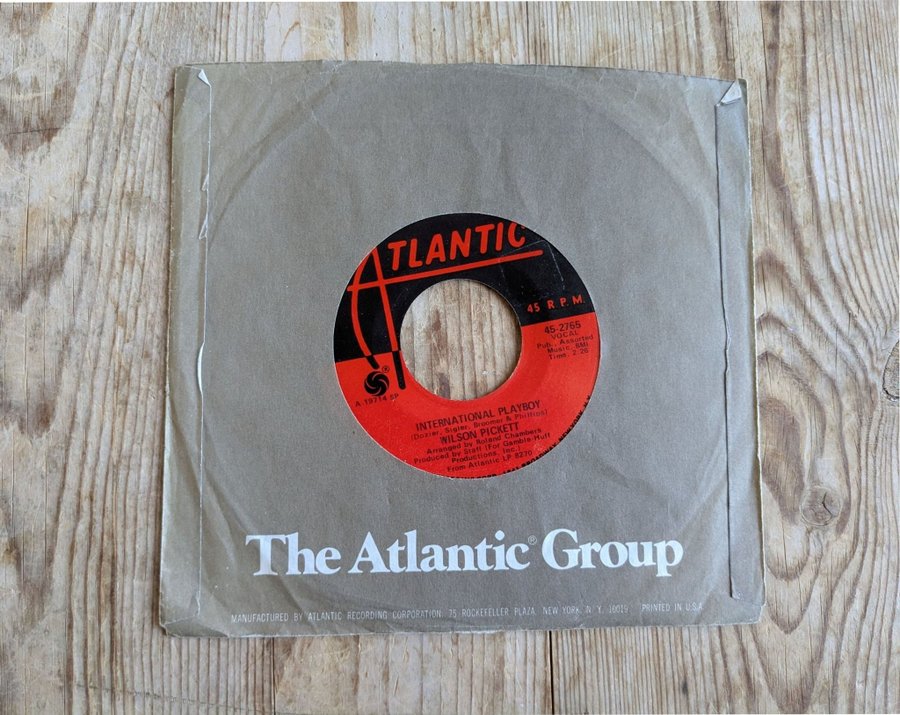 ATLANTIC
45 R.P.M.
45-2765
VOCAL
Pub., Assorted
Music, BMI
Time: 2:26
®
A-19714 SP
INTERNATIONAL PLAYBOY
(Dozier, Sigler, Broomer & Phillips)
WILSON PICKETT
Arranged by Roland Chambers
Produced by Staff (For Gamble Huff
Productions, Inc.)
From Atlantic LP 8270
The Atlantic® Group
MANUFACTURED BY ATLANTIC RECORDING CORPORATION, 75 ROCKEFELLER PLAZA, NEW YORK, N.Y. 10019 PRINTED IN U.S.A.